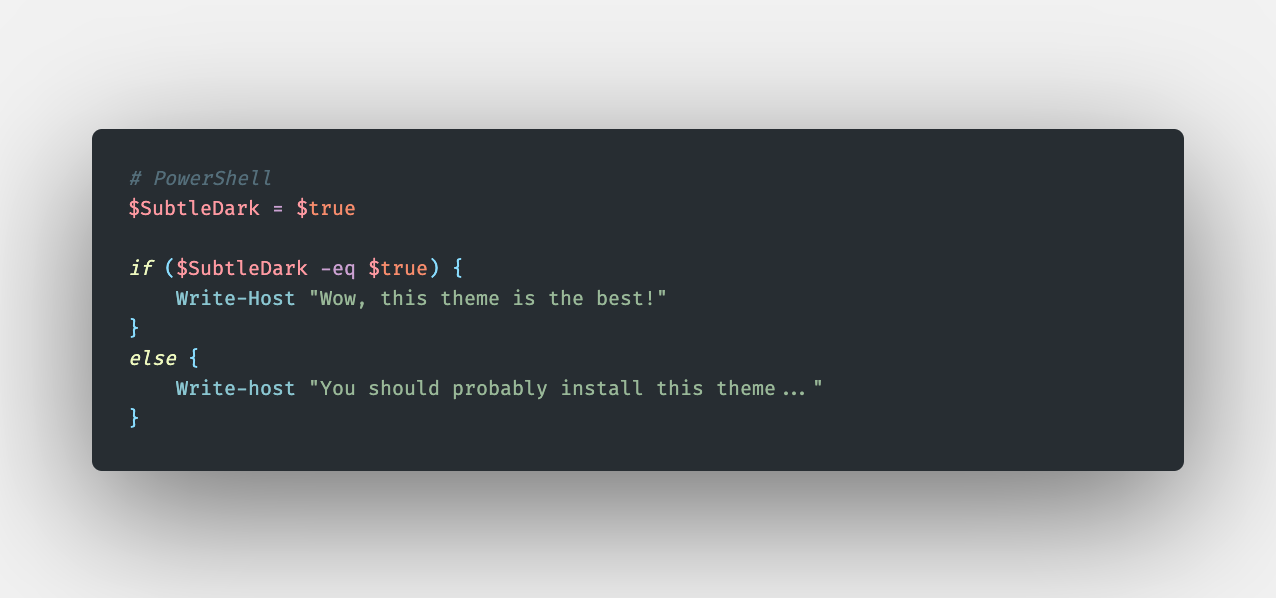 # PowerShell
$SubtleDark = $true
if ($SubtleDark -eq $true) {
    Write-Host "Wow, this theme is the best!"
}
else {
    Write-host "You should probably install this theme..."
}